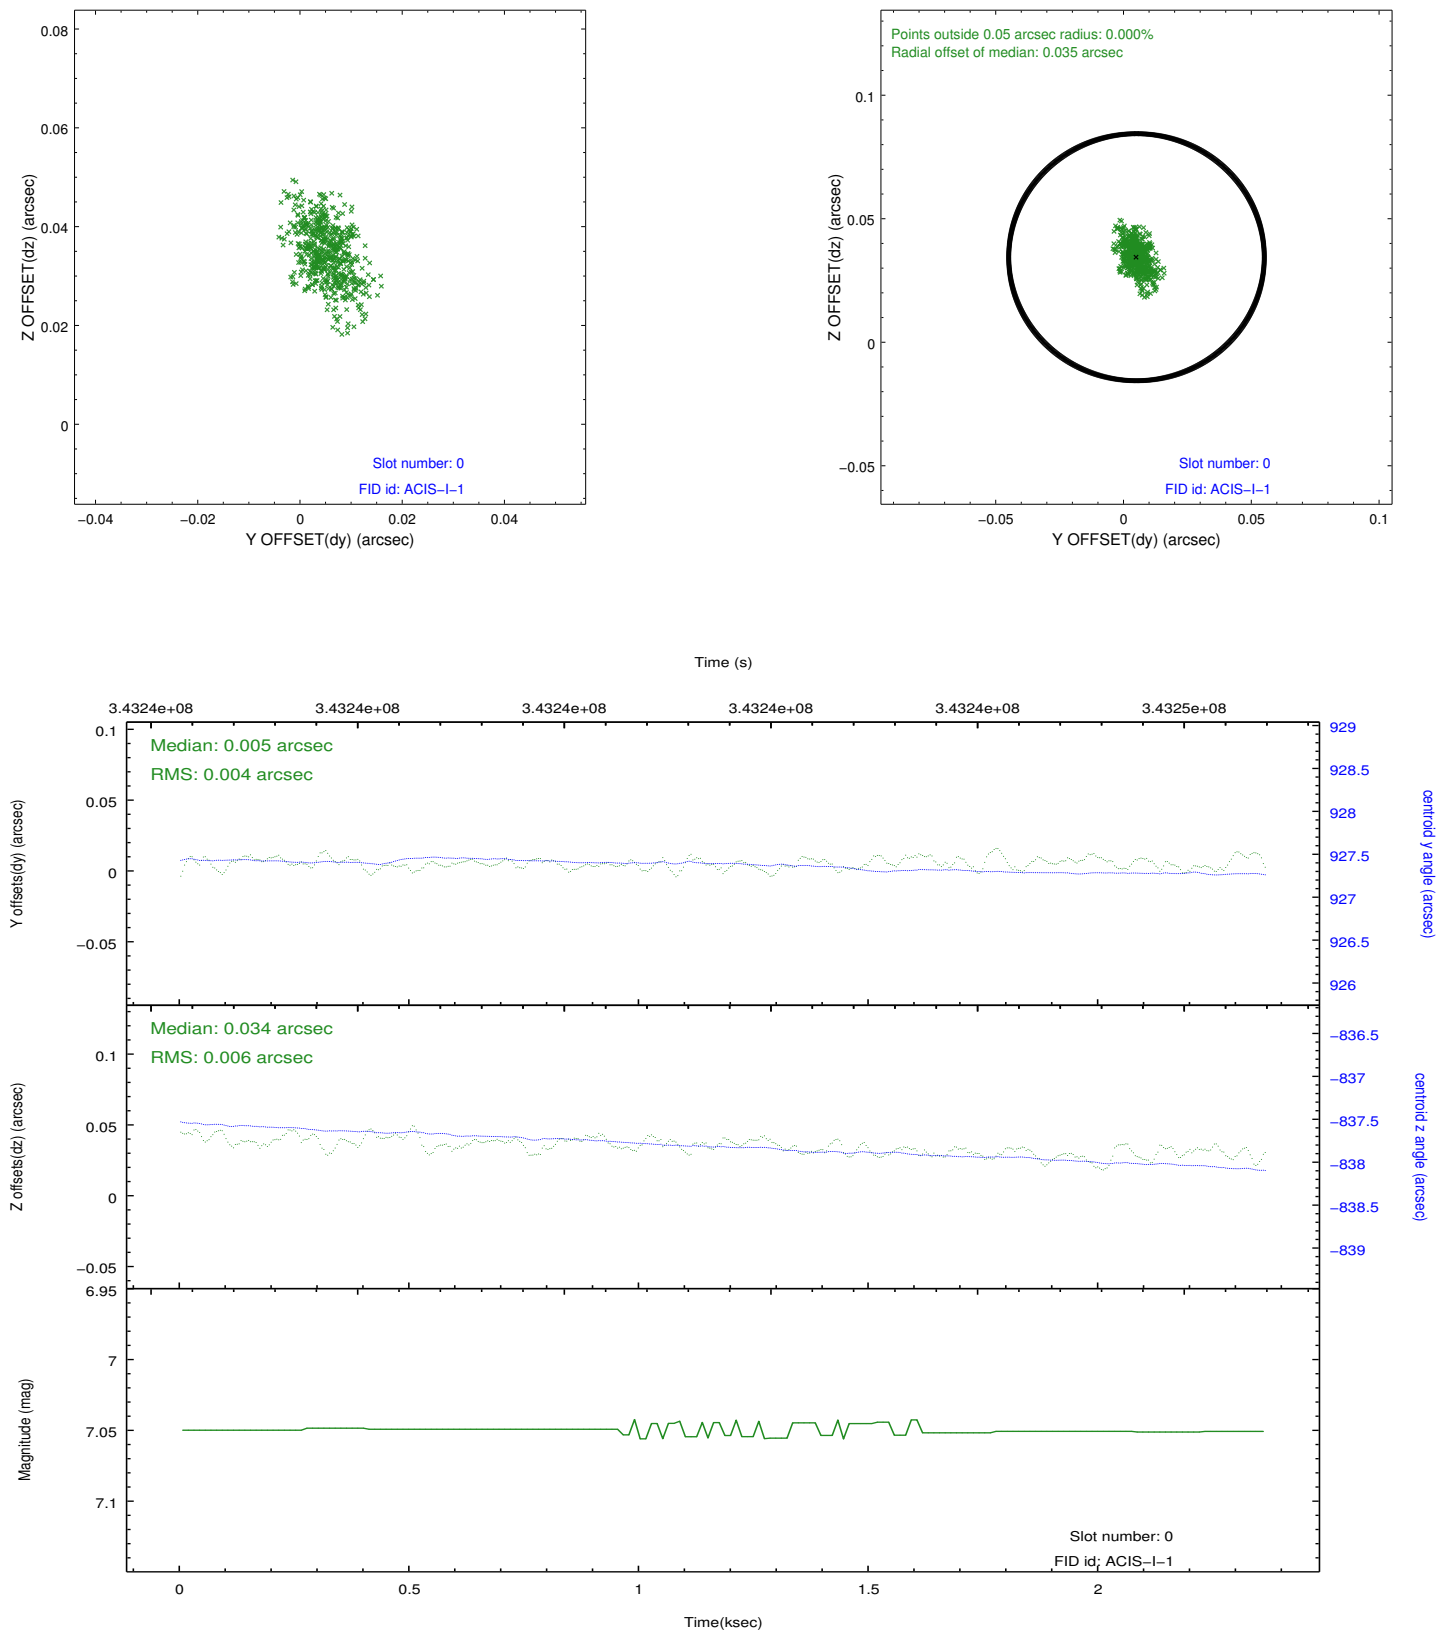 0.08
0.06
0.04
0.02
0
Z OFFSET(dz) (arcsec)
Slot number: 0
FID id: ACIS−I−1
−0.04
−0.02
0
0.02
0.04
Y OFFSET(dy) (arcsec)
Points outside 0.05 arcsec radius: 0.000%
Radial offset of median: 0.035 arcsec
0.1
0.05
0
−0.05
Z OFFSET(dz) (arcsec)
Slot number: 0
FID id: ACIS−I−1
−0.05
0
0.05
0.1
Y OFFSET(dy) (arcsec)
Time (s)
3.4324e+08
3.4324e+08
3.4324e+08
3.4324e+08
3.4324e+08
3.4325e+08
0.1
0.05
0
−0.05
Y offsets(dy) (arcsec)
Median: 0.005 arcsec
RMS: 0.004 arcsec
929
928.5
928
927.5
927
926.5
926
centroid y angle (arcsec)
0.1
0.05
0
−0.05
Z offsets(dz) (arcsec)
Median: 0.034 arcsec
RMS: 0.006 arcsec
−836.5
−837
−837.5
−838
−838.5
−839
centroid z angle (arcsec)
6.95
7
7.05
7.1
Magnitude (mag)
Slot number: 0
FID id: ACIS−I−1
0
0.5
1
1.5
2
Time(ksec)